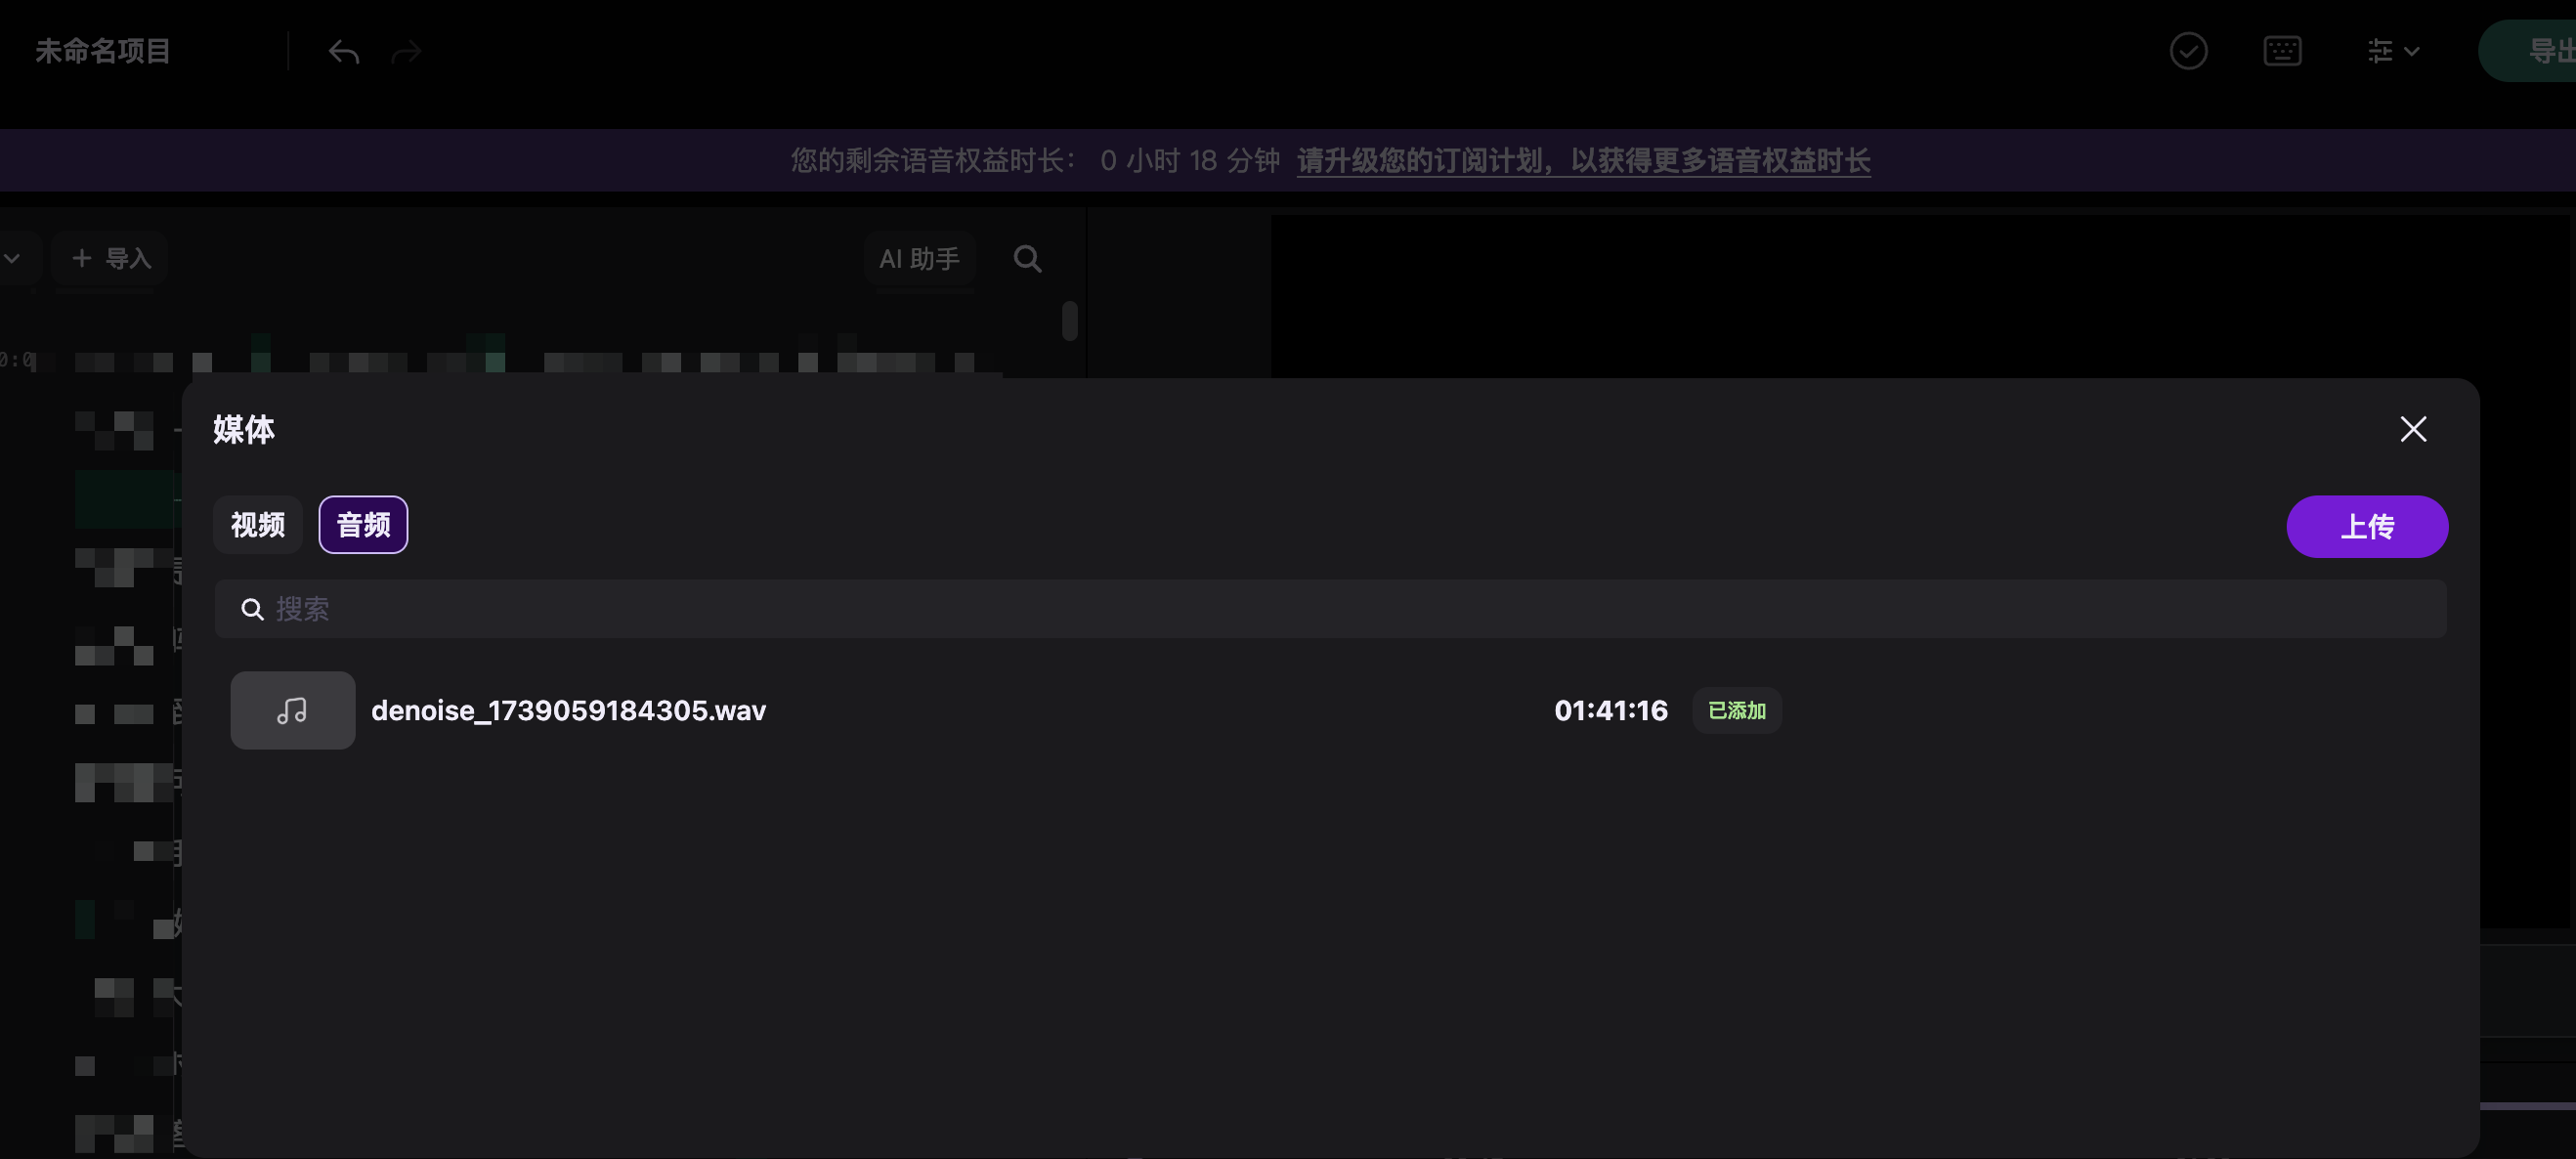 未命名项目
导出
您的剩余语音权益时长： 0 小时 18 分钟 请升级您的订阅计划，以获得更多语音权益时长
导入
AI 助手
媒体
视频
音频
上传
搜索
denoise_1739059184305.wav
01:41:16
已添加